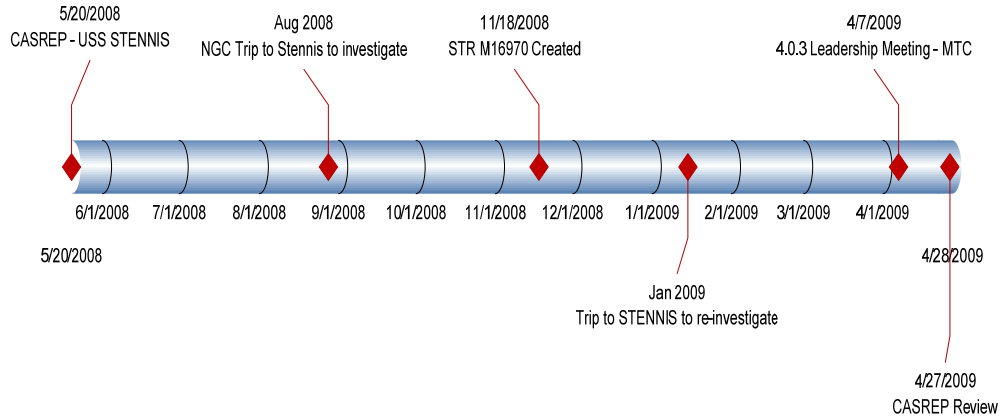 5/20/2008
CASREP - USS STENNIS
Aug 2008
NGC Trip to Stennis to investigate
11/18/2008
STR M16970 Created
4/7/2009
4.0.3 Leadership Meeting - MTC
6/1/2008 7/1/2008 8/1/2008 9/1/2008 10/1/2008 11/1/2008 12/1/2008 1/1/2009 2/1/2009 3/1/2009 4/1/2009
5/20/2008 4/28/2009
Jan 2009
Trip to STENNIS to re-investigate
4/27/2009
CASREP Review